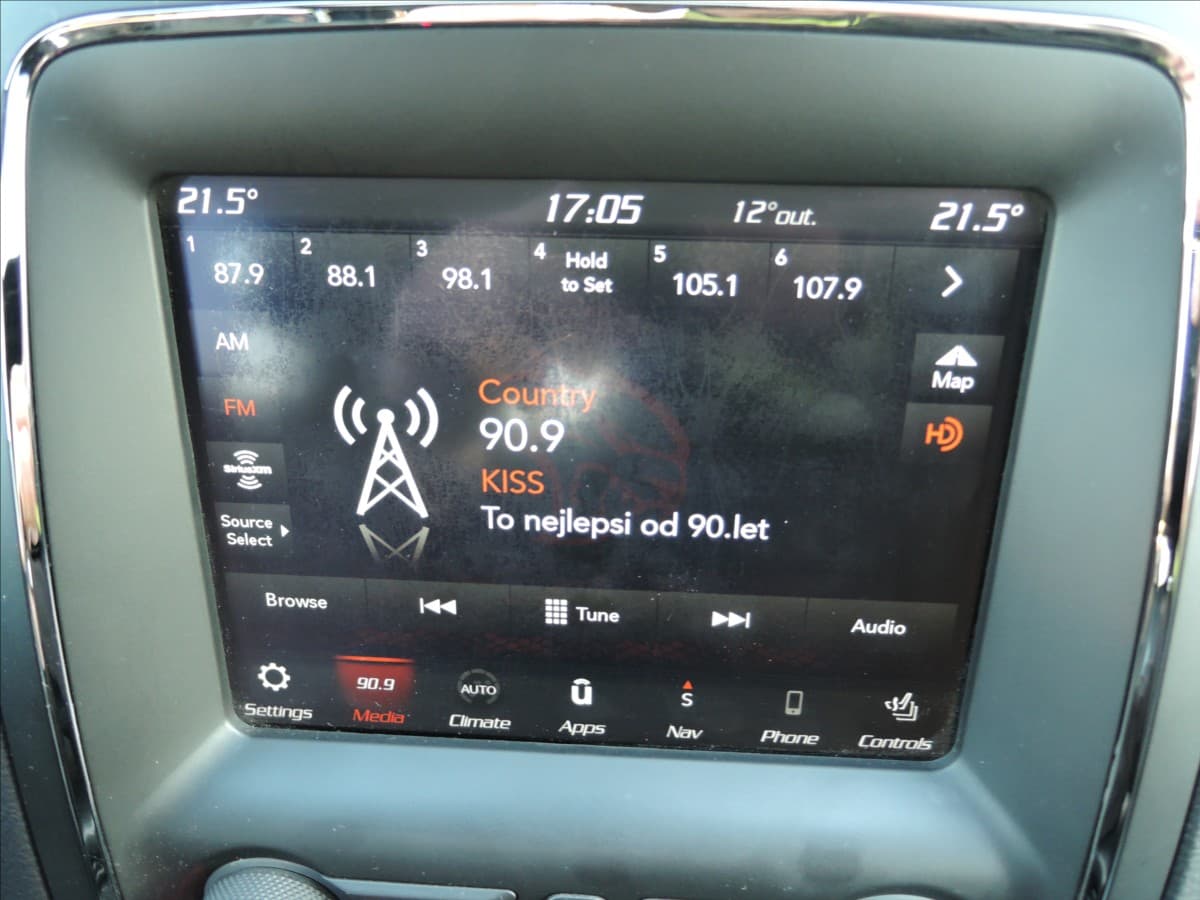 21.5° 17:05 12°out. 21.5°
1 87.9 2 88.1 3 98.1 4 Hold to Set 5 105.1 6 107.9
AM
Map
FM
HD
SiriusXM
Source
Select
Country
90.9
KISS
To nejlepsi od 90.let
Browse Tune Audio
90.9 AUTO ū S
Settings Media Climate Apps Nav Phone Controls